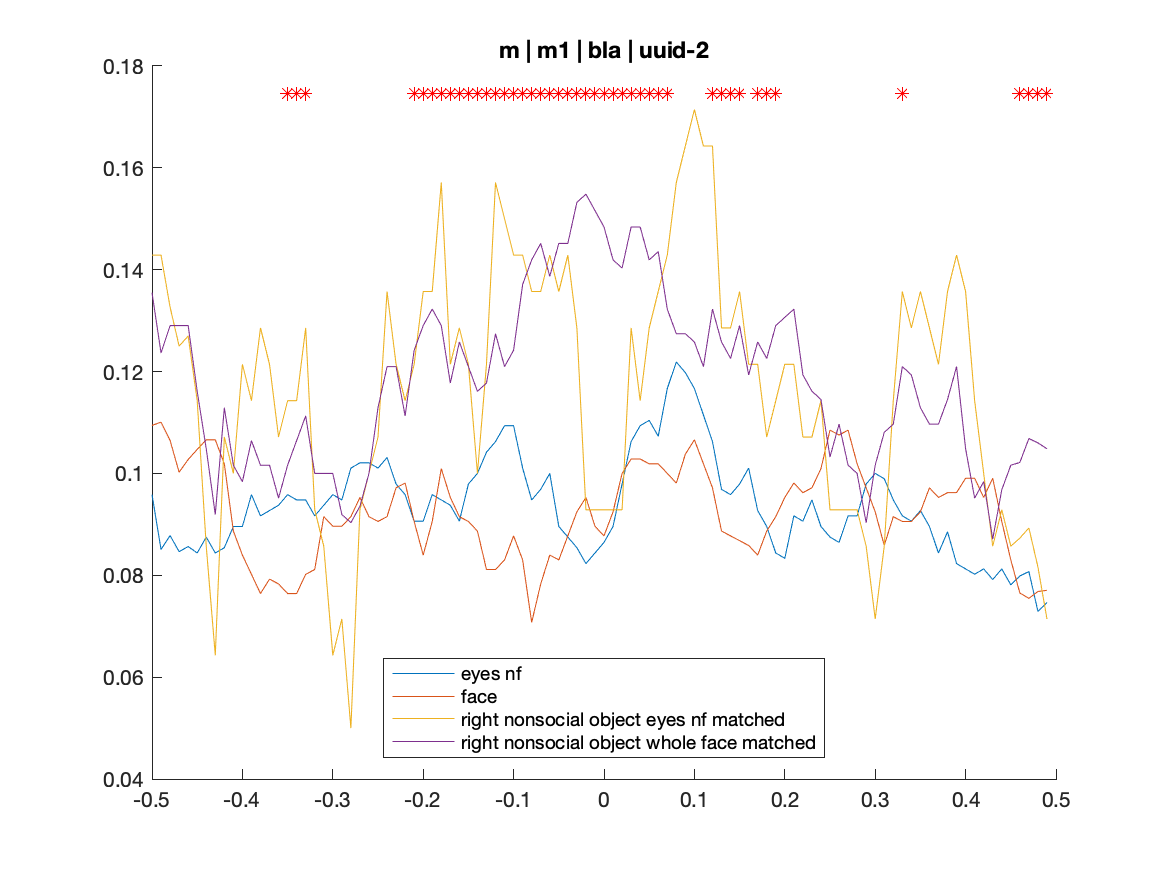 m | m1 | bla | uuid-2
0.18
0.16
0.14
0.12
0.1
0.08
0.06
0.04
-0.5 -0.4 -0.3 -0.2 -0.1 0 0.1 0.2 0.3 0.4 0.5
eyes nf
face
right nonsocial object eyes nf matched
right nonsocial object whole face matched